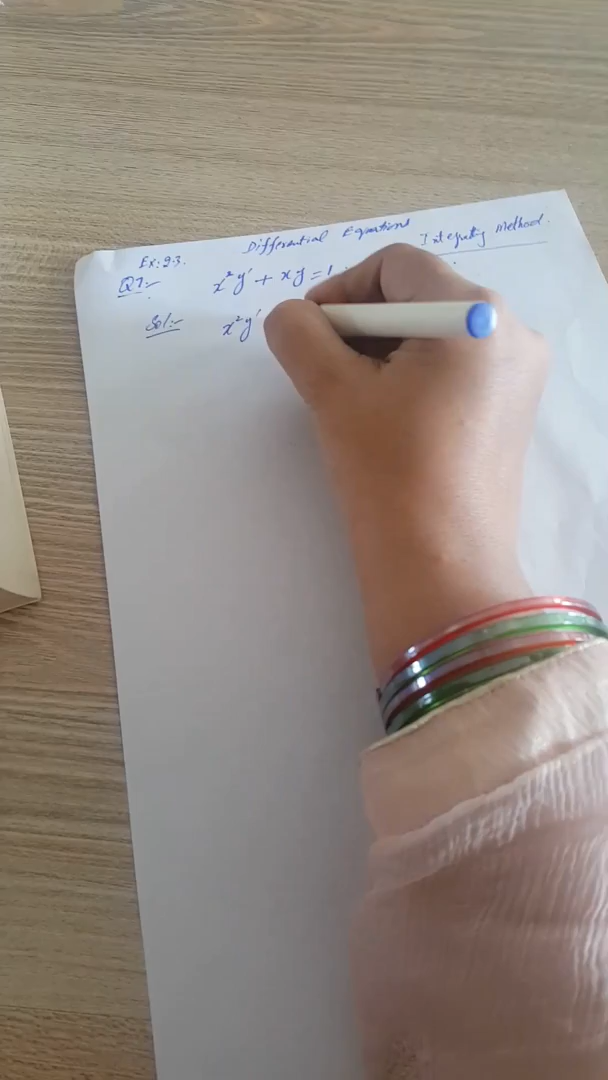 Differential Equations
Ex: 9.3. Integrating Method.
Q7:- x²y' + xy = 1
Sol:- x²y'